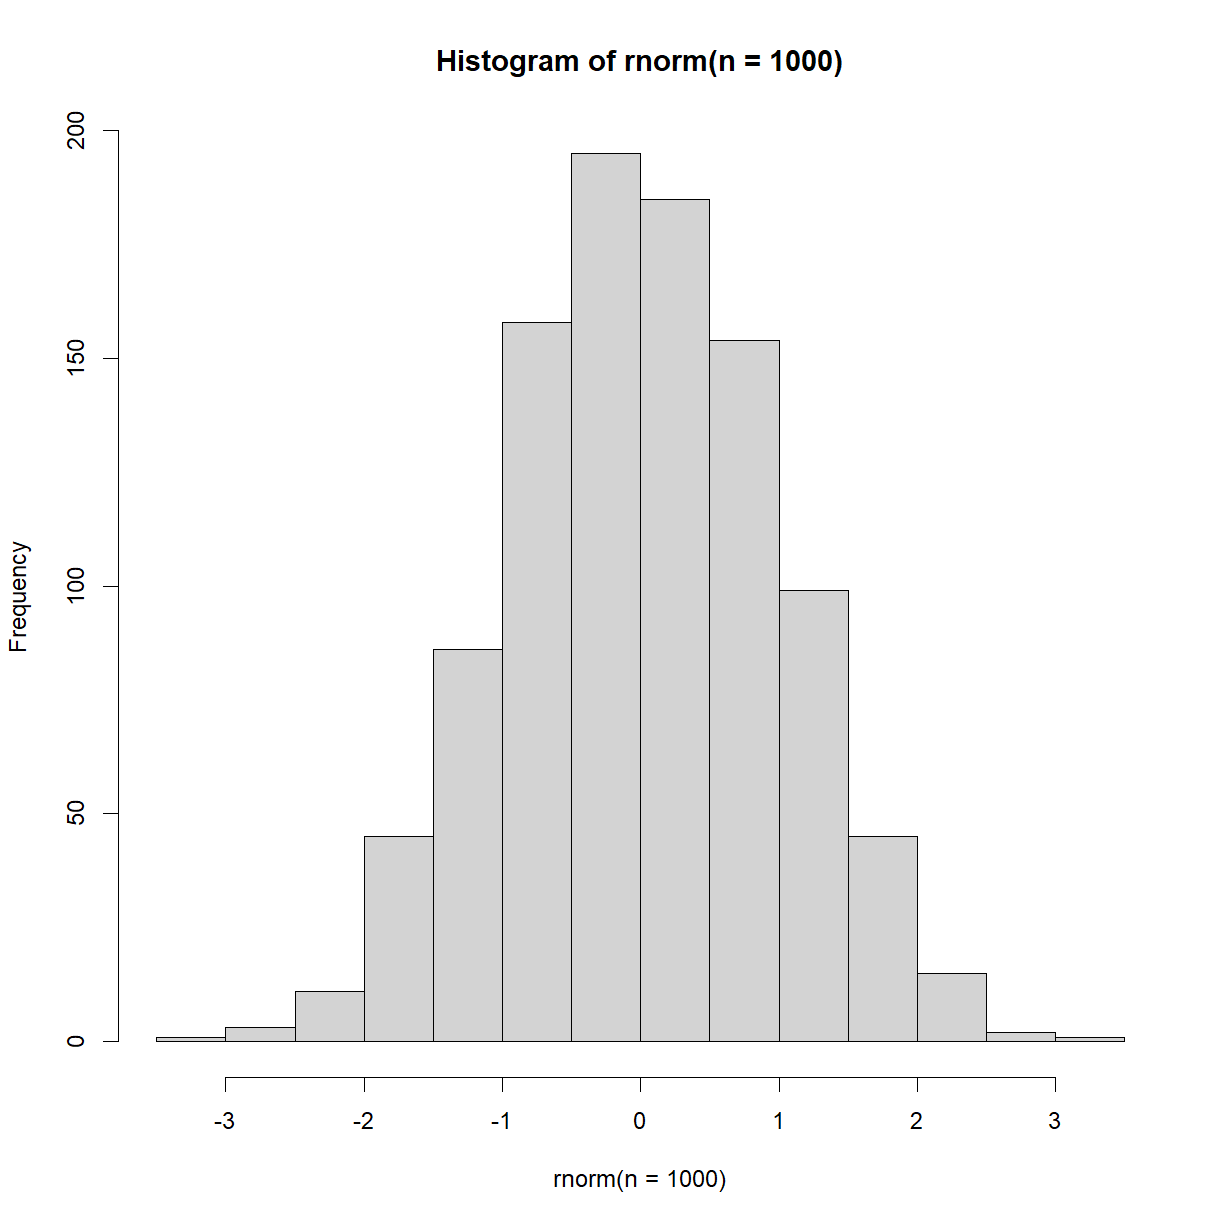 Histogram of rnorm(n = 1000)
200
150
100
50
0
Frequency
-3 -2 -1 0 1 2 3
rnorm(n = 1000)